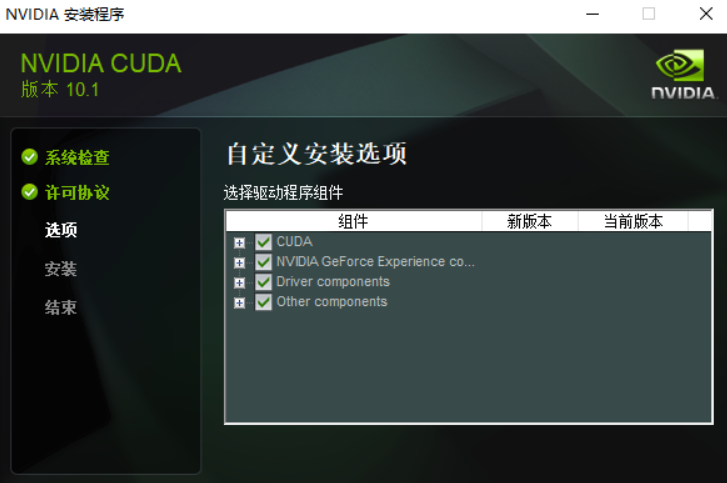 NVIDIA 安装程序
NVIDIA CUDA
版本 10.1
NVIDIA.
系统检查
许可协议
选项
安装
结束
自定义安装选项
选择驱动程序组件
组件 新版本 当前版本
CUDA
NVIDIA GeForce Experience co...
Driver components
Other components